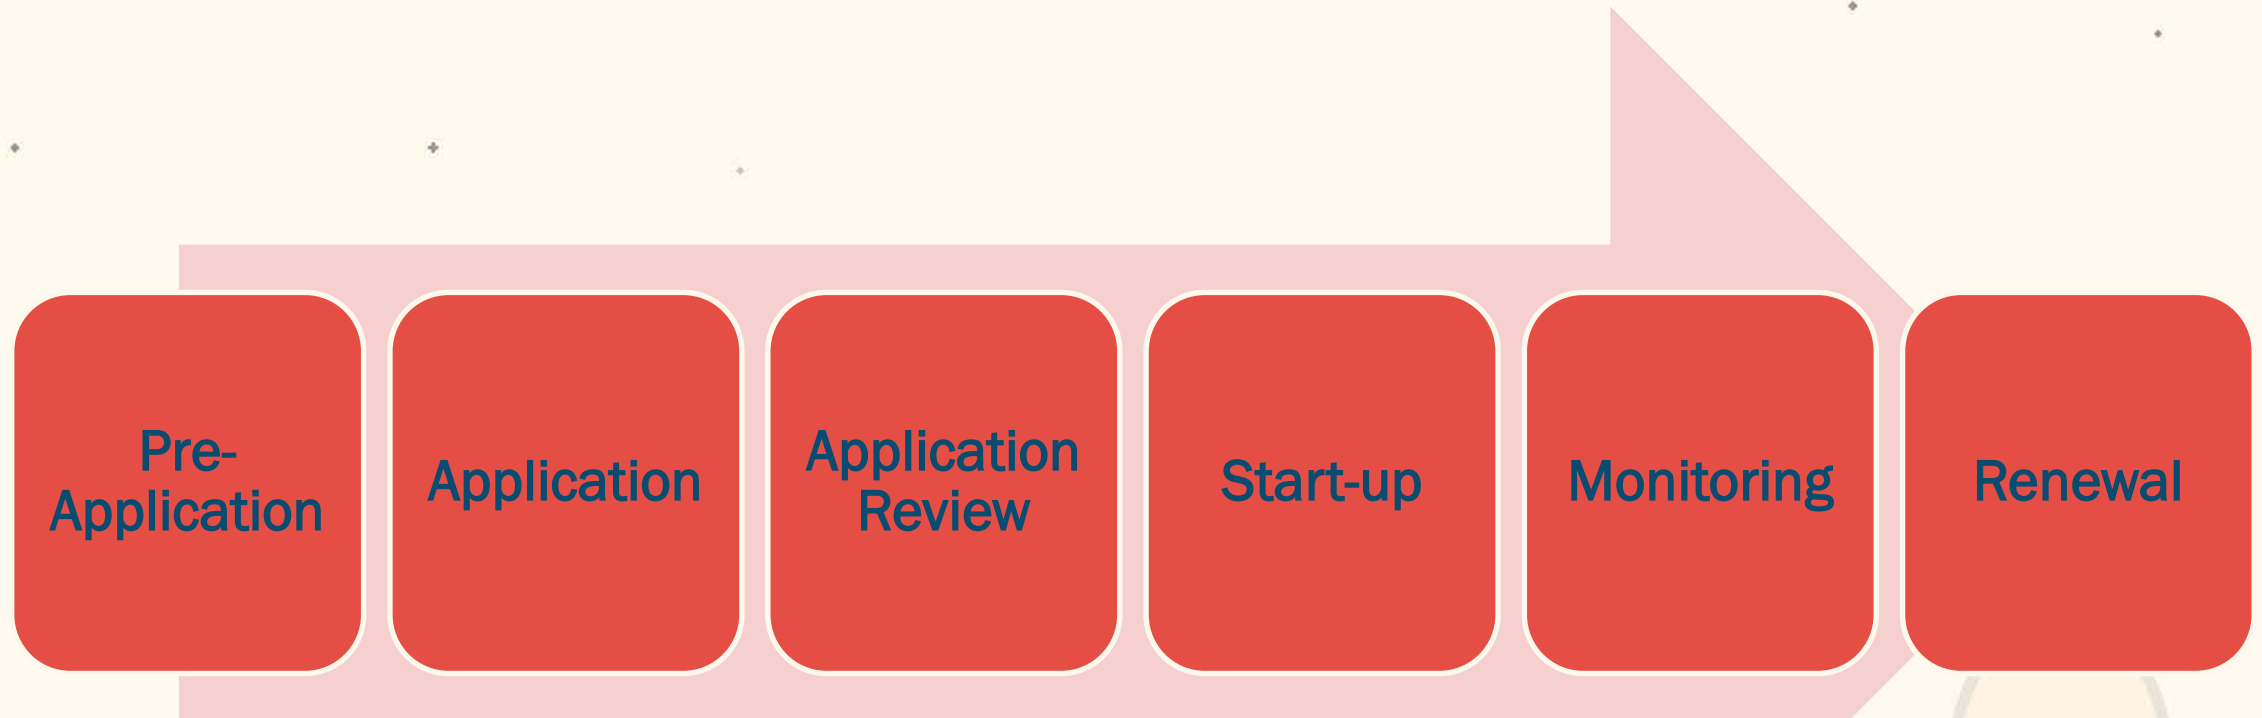 Pre-
Application
Application
Application
Review
Start-up
Monitoring
Renewal